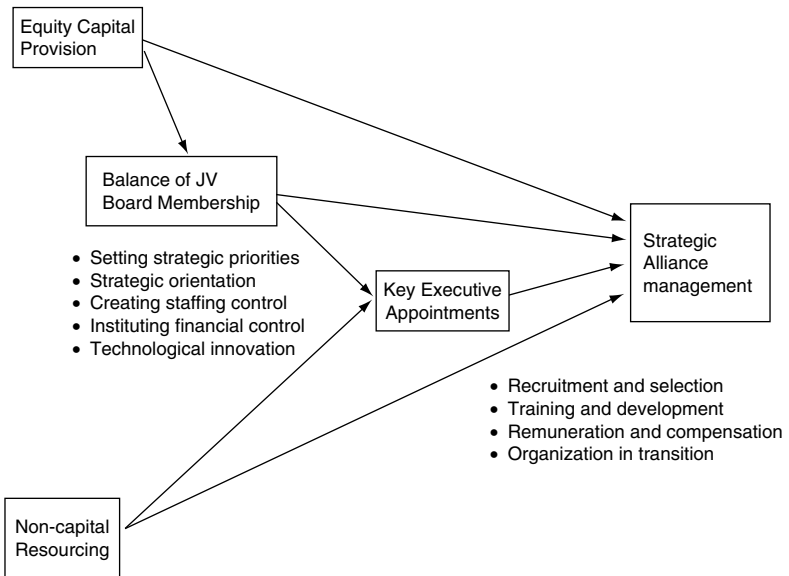 Equity Capital
Provision
Balance of JV
Board Membership
• Setting strategic priorities
• Strategic orientation
• Creating staffing control
• Instituting financial control
• Technological innovation
Key Executive
Appointments
Strategic
Alliance
management
• Recruitment and selection
• Training and development
• Remuneration and compensation
• Organization in transition
Non-capital
Resourcing